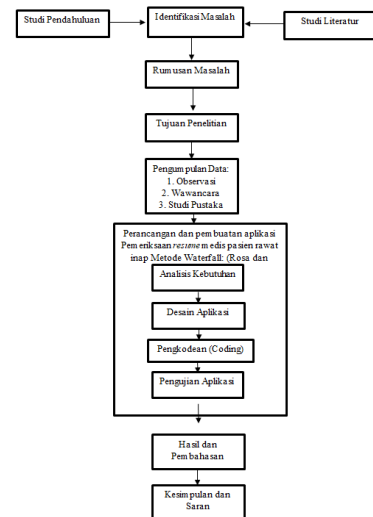 Studi Pendahuluan
Identifikasi Masalah
Studi Literatur
Rumusan Masalah
Tujuan Penelitian
Pengumpulan Data:
1. Observasi
2. Wawancara
3. Studi Pustaka
Perancangan dan pembuatan aplikasi
Pemeriksaan resume medis pasien rawat
inap Metode Waterfall: (Rosa dan
Analisis Kebutuhan
Desain Aplikasi
Pengkodean (Coding)
Pengujian Aplikasi
Hasil dan
Pembahasan
Kesimpulan dan
Saran